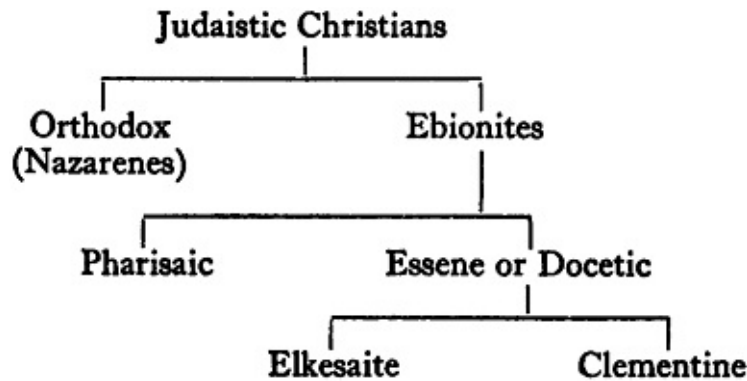 Judaistic Christians
Orthodox Ebionites
(Nazarenes)
Pharisaic Essene or Docetic
Elkesaite Clementine